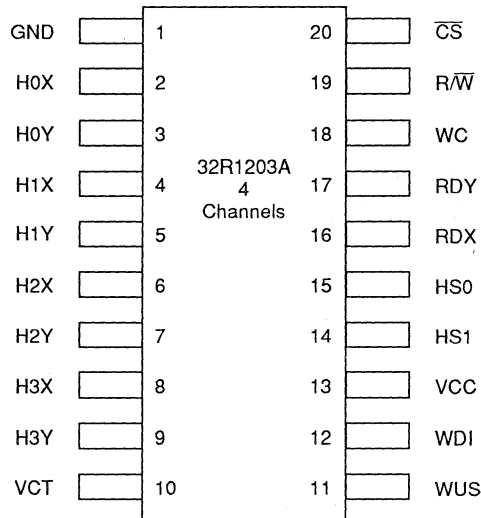 GND 1 20 C̅S̅
H0X 2 19 R/W̅
H0Y 3 18 WC
32R1203A
H1X 4 17 RDY
4
Channels
H1Y 5 16 RDX
H2X 6 15 HS0
H2Y 7 14 HS1
H3X 8 13 VCC
H3Y 9 12 WDI
VCT 10 11 WUS